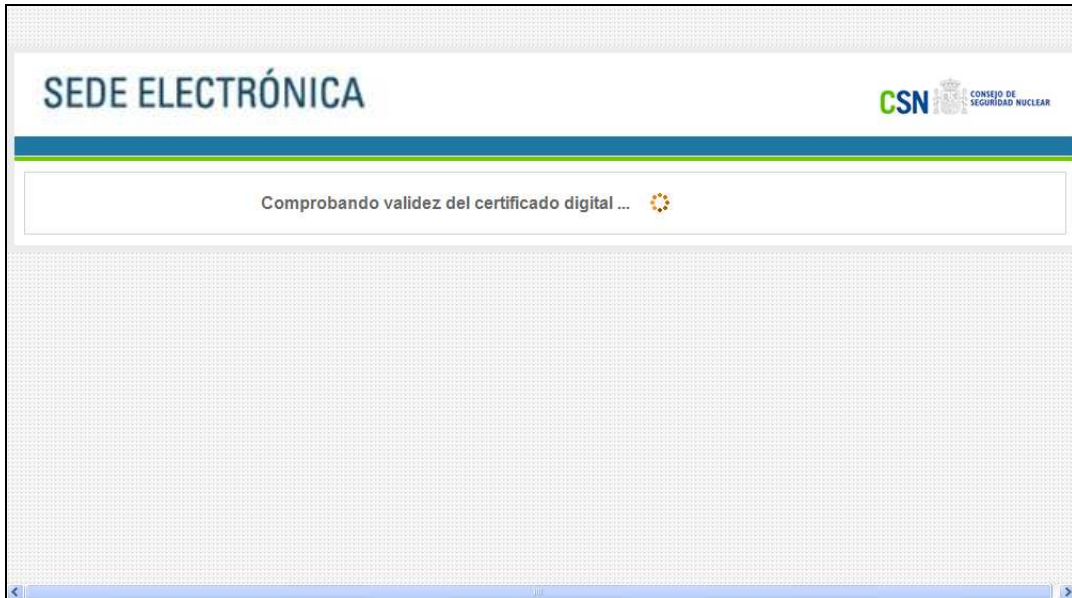 SEDE ELECTRÓNICA
CSN
CONSEJO DE
SEGURIDAD NUCLEAR
Comprobando validez del certificado digital ...